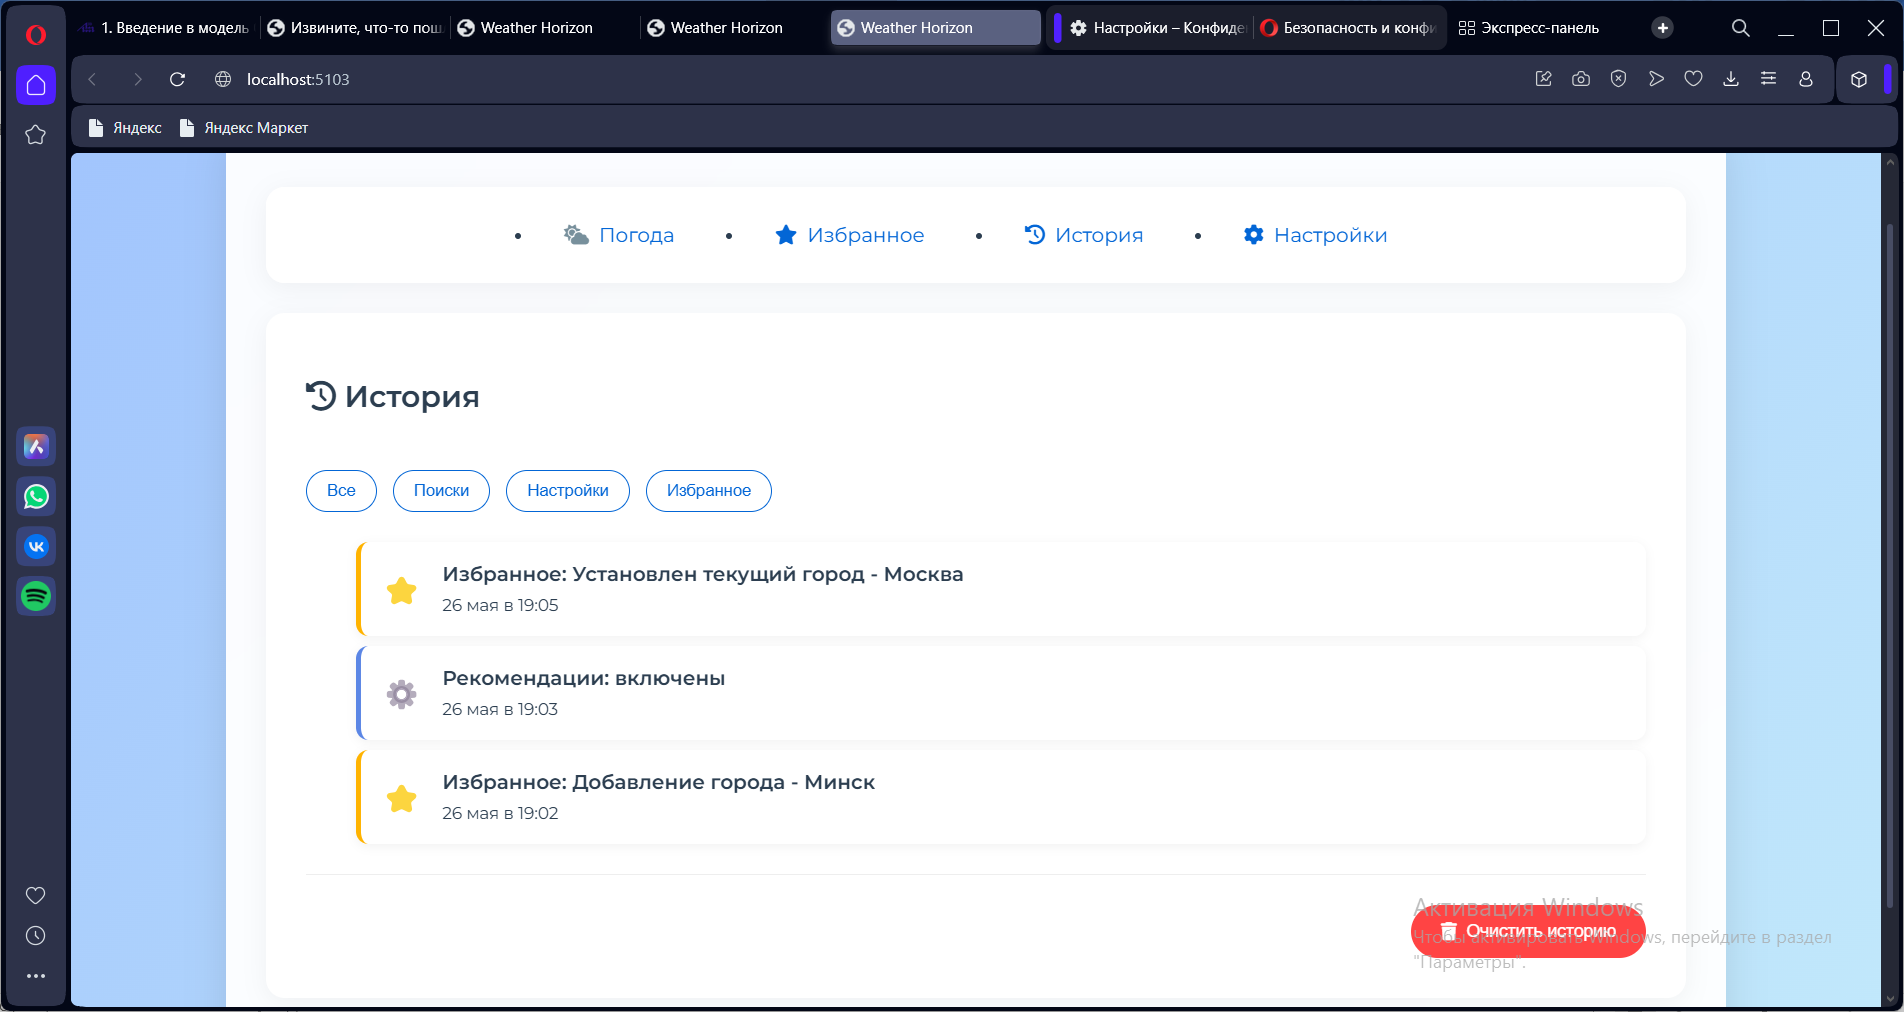 1. Введение в модель
Извините, что-то пош
Weather Horizon
Weather Horizon
Weather Horizon
Настройки – Конфиде
Безопасность и конфи
Экспресс-панель
localhost:5103
Яндекс
Яндекс Маркет
Погода
Избранное
История
Настройки
История
Все
Поиски
Настройки
Избранное
Избранное: Установлен текущий город - Москва
26 мая в 19:05
Рекомендации: включены
26 мая в 19:03
Избранное: Добавление города - Минск
26 мая в 19:02
Очистить историю
Активация Windows
Чтобы активировать Windows, перейдите в раздел
"Параметры".